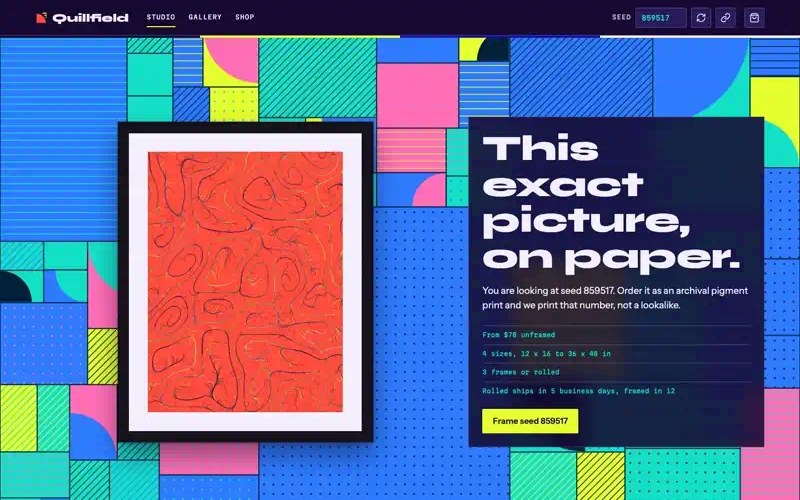 Quillfield
STUDIO GALLERY SHOP
SEED 859517
This
exact
picture,
on paper.
You are looking at seed 859517. Order it as an archival pigment
print and we print that number, not a lookalike.
From $78 unframed
4 sizes, 12 x 16 to 36 x 48 in
3 frames or rolled
Rolled ships in 5 business days, framed in 12
Frame seed 859517